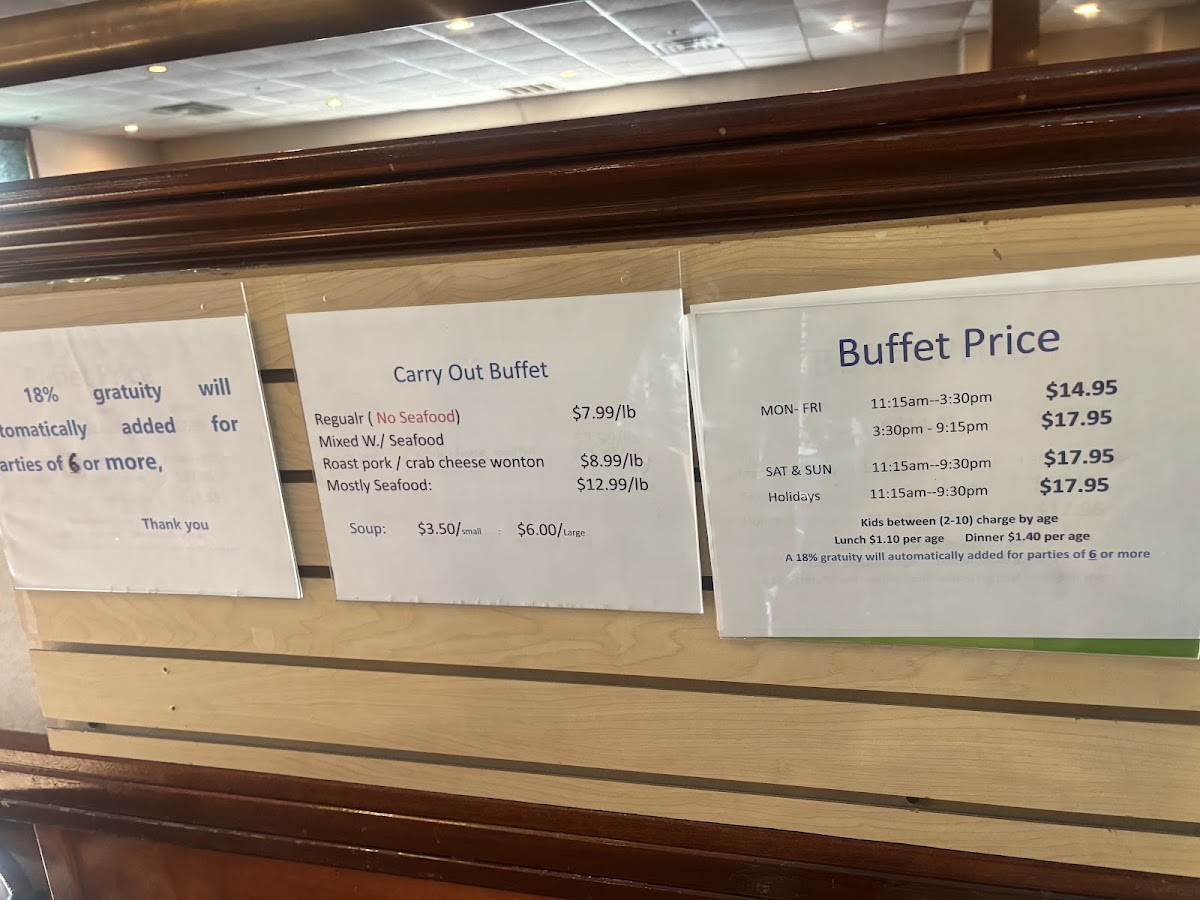 18% gratuity will
tomatically added for
arties of 6 or more,
Thank you
Carry Out Buffet
Regualr ( No Seafood) $7.99/lb
Mixed W./ Seafood
Roast pork / crab cheese wonton $8.99/lb
Mostly Seafood: $12.99/lb
Soup: $3.50/small : $6.00/Large
Buffet Price
MON- FRI 11:15am--3:30pm $14.95
3:30pm - 9:15pm $17.95
SAT & SUN 11:15am--9:30pm $17.95
Holidays 11:15am--9:30pm $17.95
Kids between (2-10) charge by age
Lunch $1.10 per age Dinner $1.40 per age
A 18% gratuity will automatically added for parties of 6 or more